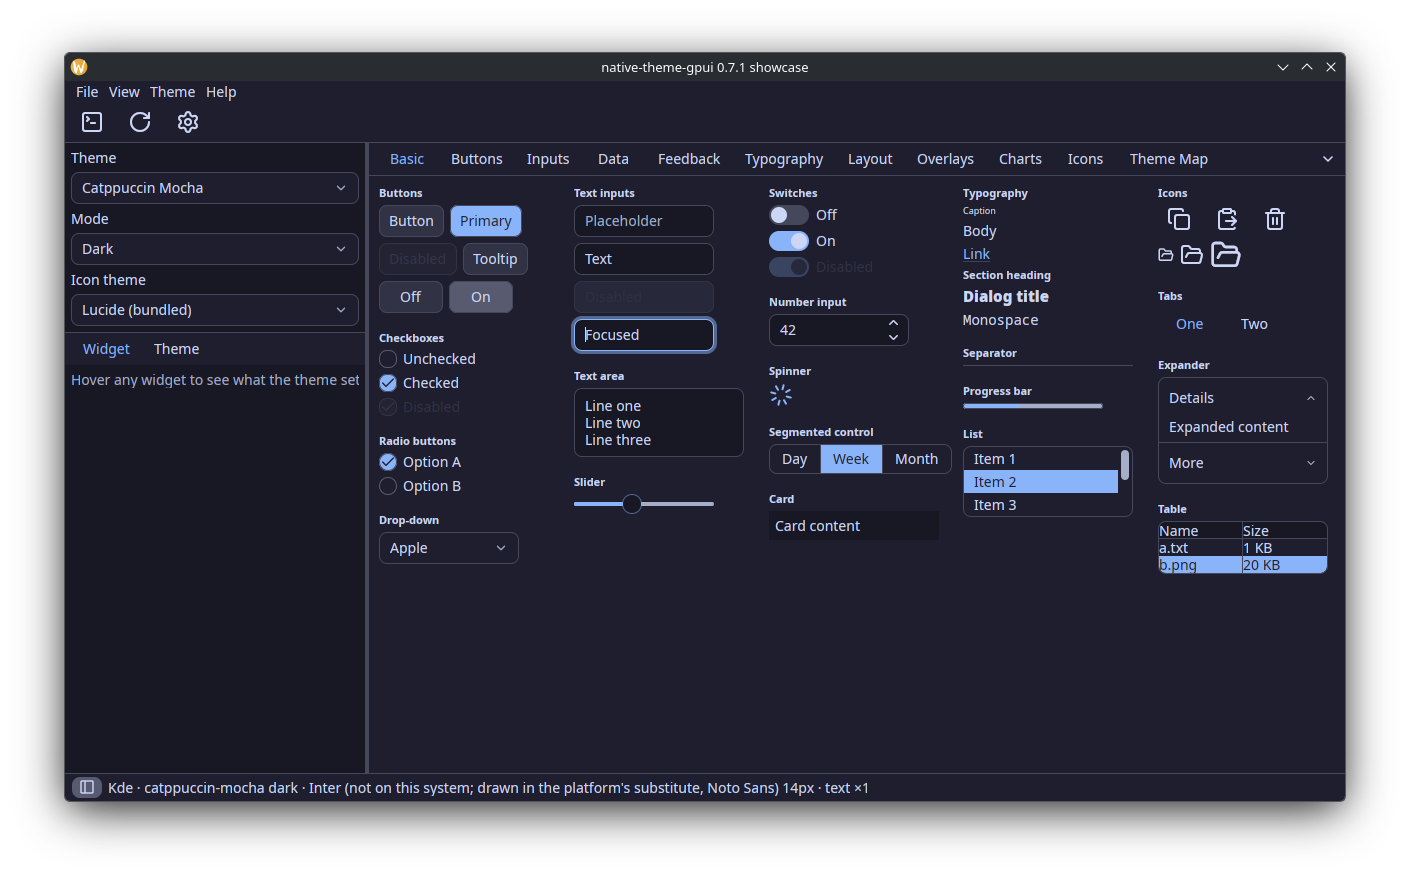 native-theme-gpui 0.7.1 showcase
File View Theme Help
Theme
Catppuccin Mocha
Mode
Dark
Icon theme
Lucide (bundled)
Widget Theme
Hover any widget to see what the theme set
Basic Buttons Inputs Data Feedback Typography Layout Overlays Charts Icons Theme Map
Buttons
Button Primary
Disabled Tooltip
Off On
Checkboxes
Unchecked
Checked
Disabled
Radio buttons
Option A
Option B
Drop-down
Apple
Text inputs
Placeholder
Text
Disabled
Focused
Text area
Line one
Line two
Line three
Slider
Switches
Off
On
Disabled
Number input
42
Spinner
Segmented control
Day Week Month
Card
Card content
Typography
Caption
Body
Link
Section heading
Dialog title
Monospace
Separator
Progress bar
List
Item 1
Item 2
Item 3
Icons
Tabs
One Two
Expander
Details
Expanded content
More
Table
Name Size
a.txt 1 KB
b.png 20 KB
Kde · catppuccin-mocha dark · Inter (not on this system; drawn in the platform's substitute, Noto Sans) 14px · text ×1